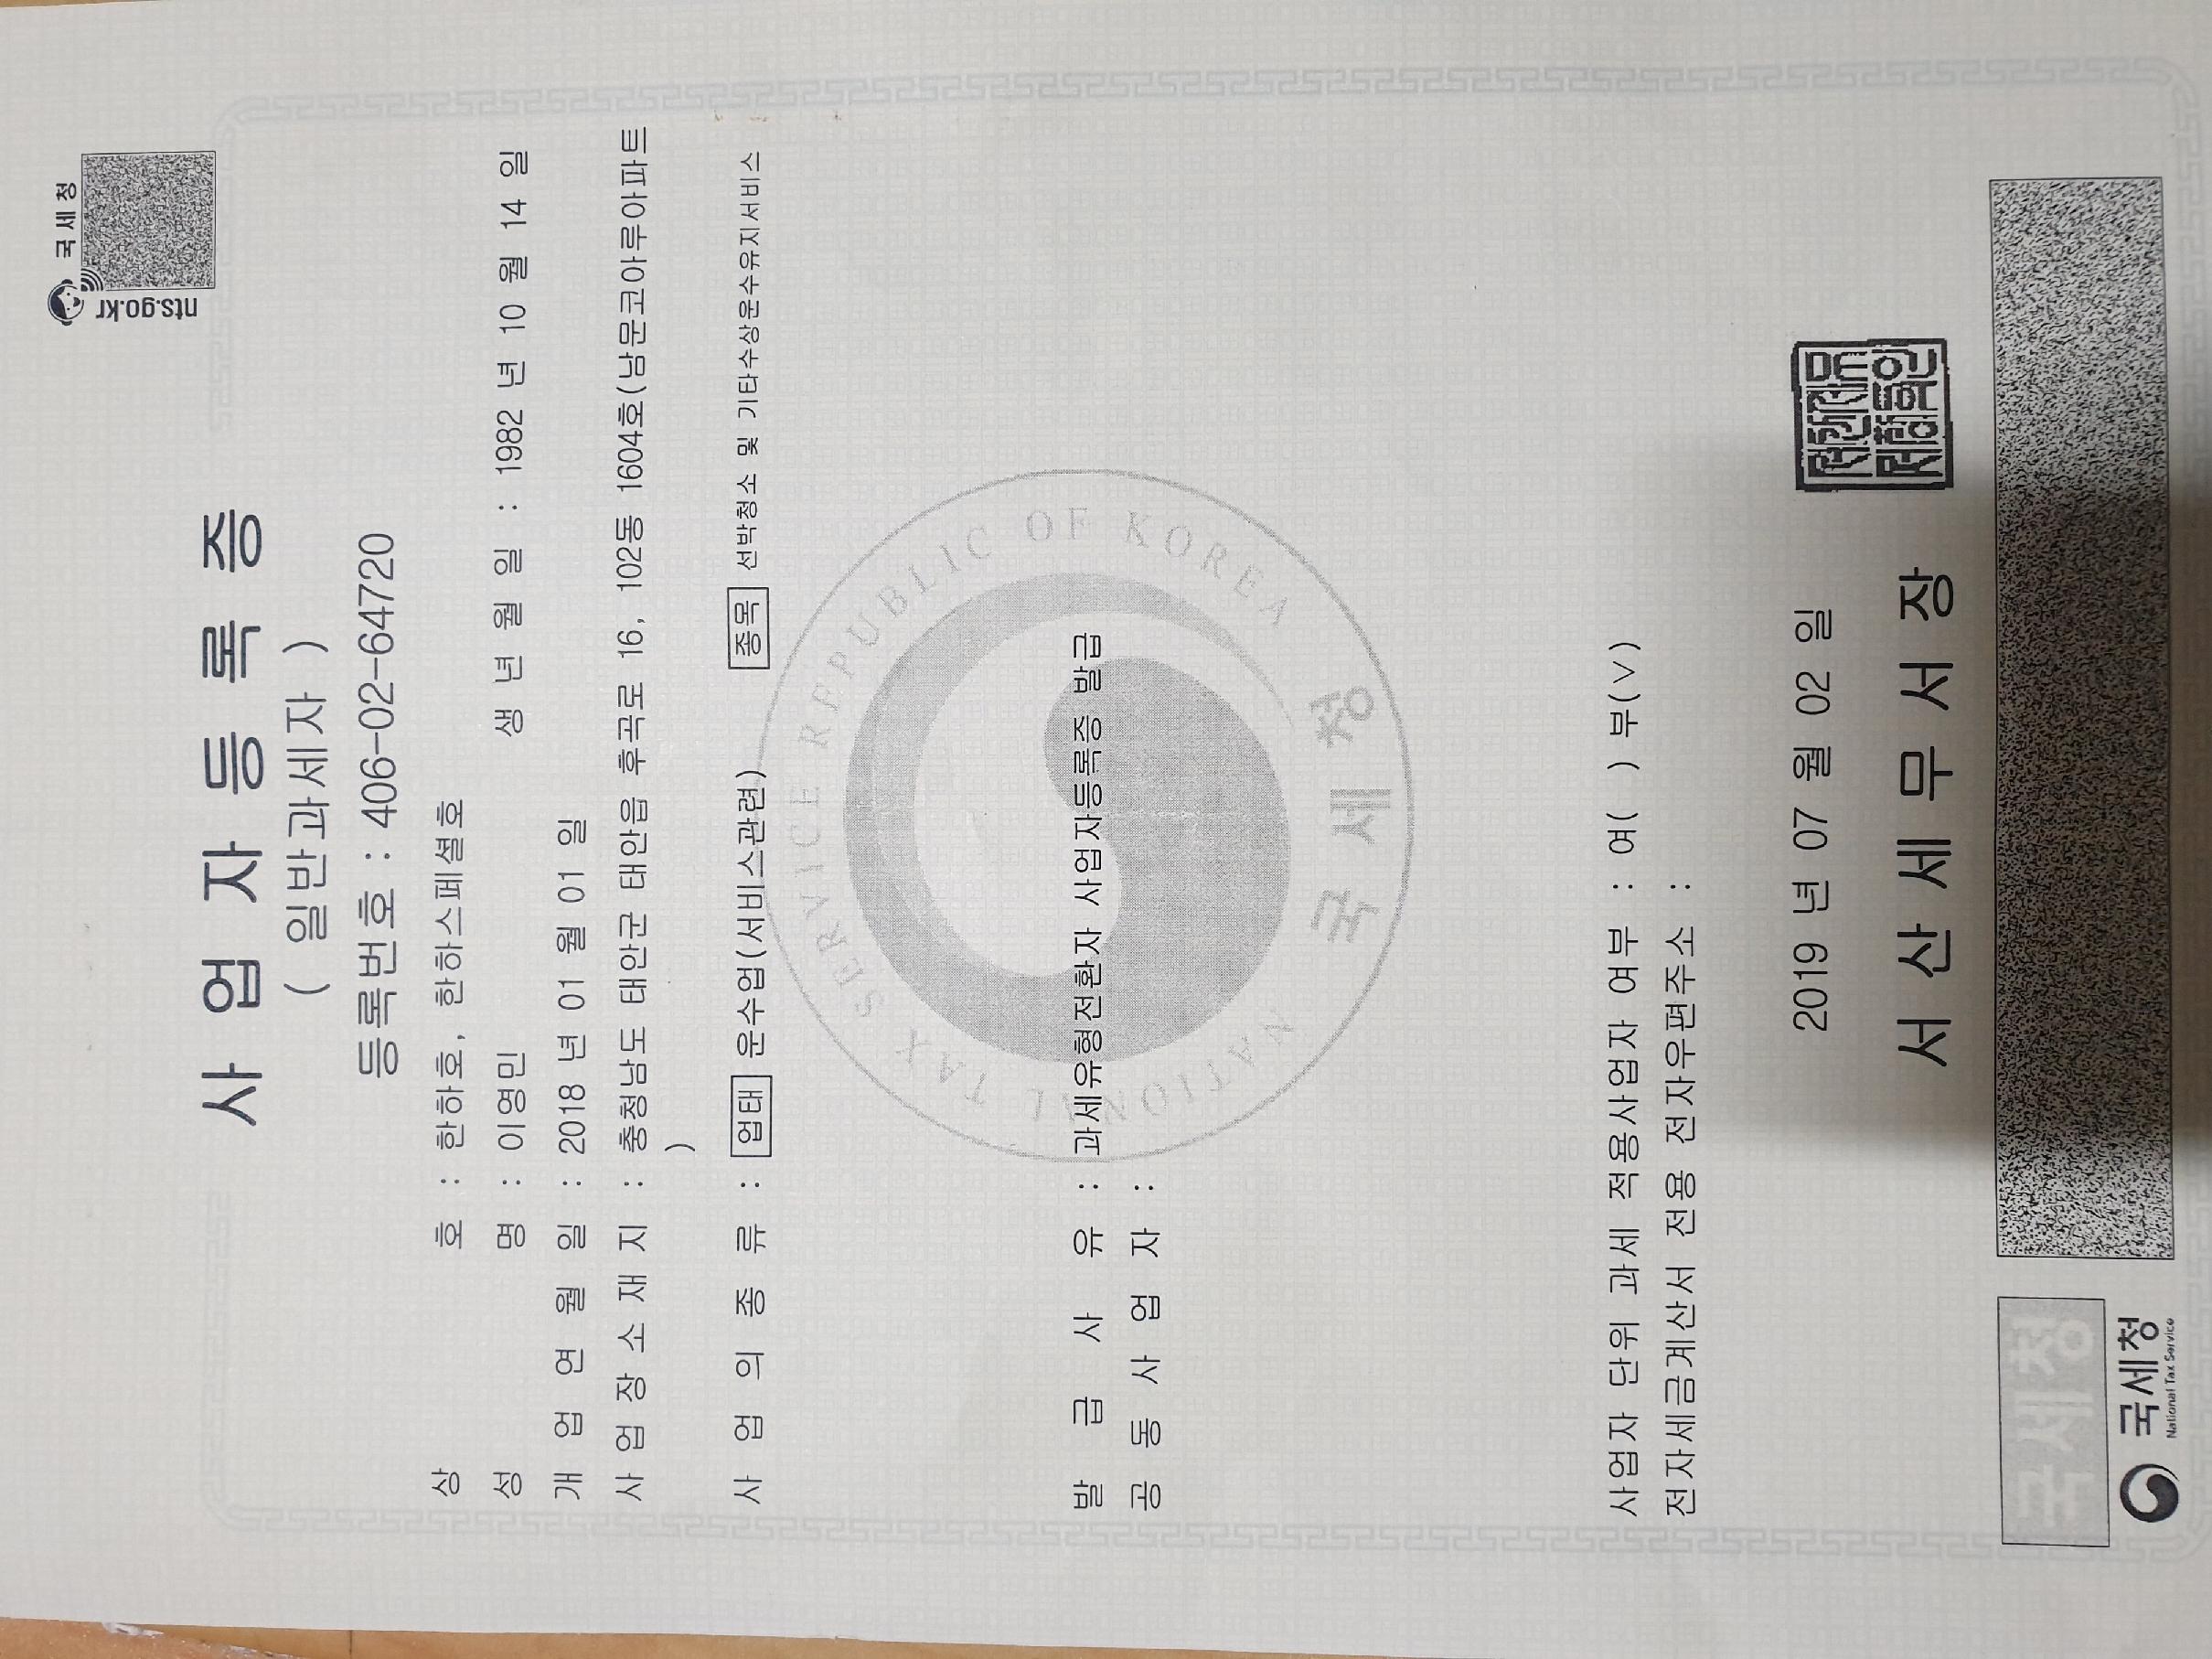 국세청
nts.go.kr
사업자등록증
( 일반과세자 )
등록번호 : 406-02-64720
상 호 : 한하호, 한하스페셜호
성 명 : 이영민 생 년 월 일 : 1982 년 10 월 14 일
개 업 연 월 일 : 2018 년 01 월 01 일
사 업 장 소 재 지 : 충청남도 태안군 태안읍 후곡로 16, 102동 1604호(남문코아루아파트
)
사 업 의 종 류 : 업태 운수업(서비스관련) 종목 선박청소 및 기타수상운수유지서비스
NATIONAL TAX SERVICE REPUBLIC OF KOREA
국세청
발 급 사 유 : 과세유형전환자 사업자등록증 발급
공 동 사 업 자 :
사업자 단위 과세 적용사업자 여부 : 여( ) 부(∨)
전자세금계산서 전용 전자우편주소 :
2019 년 07 월 02 일
서 산 세 무 서 장
서산세무
서장득인
국세청
국세청
National Tax Service